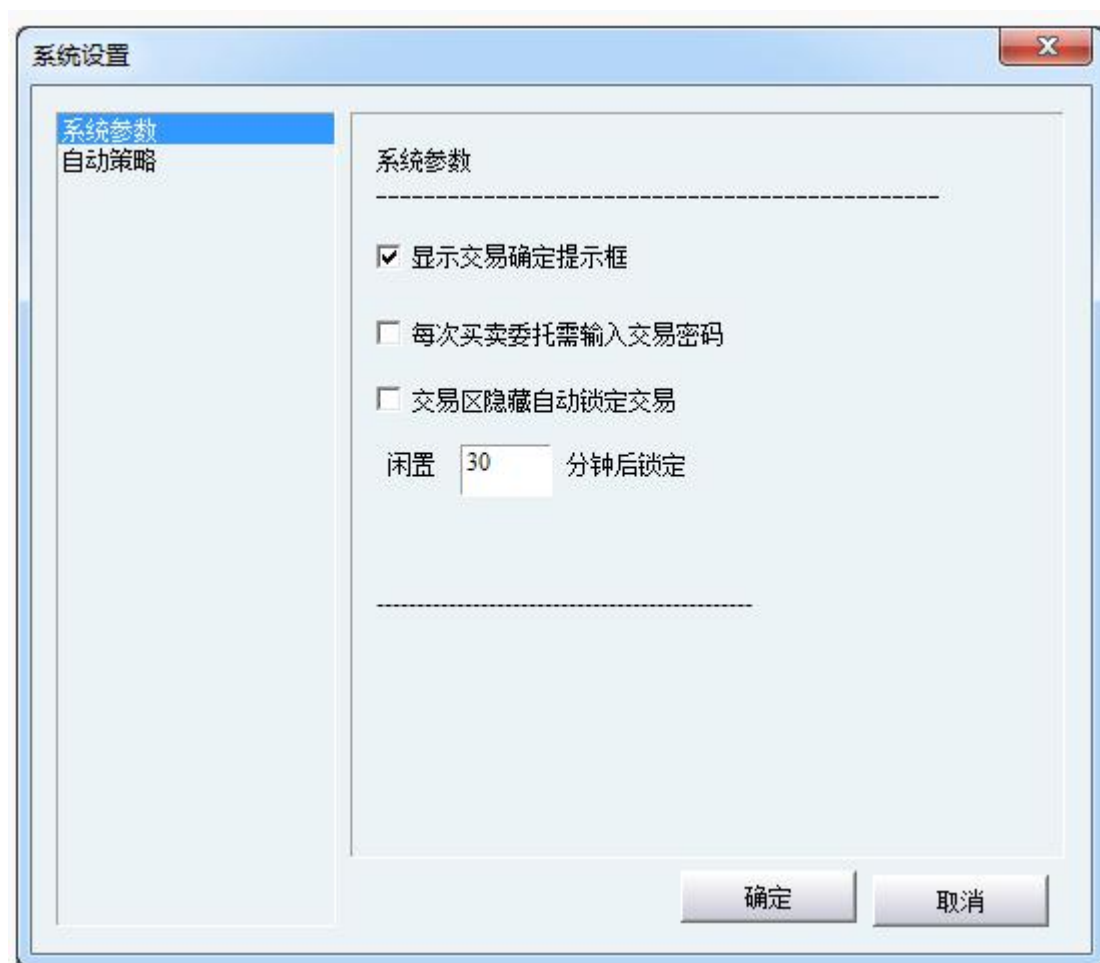 系统设置
系统参数
自动策略
系统参数
显示交易确定提示框
每次买卖委托需输入交易密码
交易区隐藏自动锁定交易
闲置 30 分钟后锁定
确定
取消